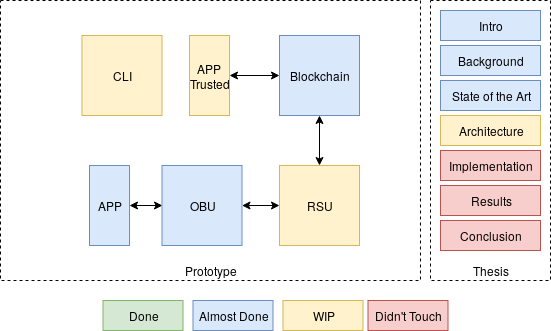 CLI
APP
Trusted
Blockchain
APP
OBU
RSU
Prototype
Intro
Background
State of the Art
Architecture
Implementation
Results
Conclusion
Thesis
Done
Almost Done
WIP
Didn't Touch